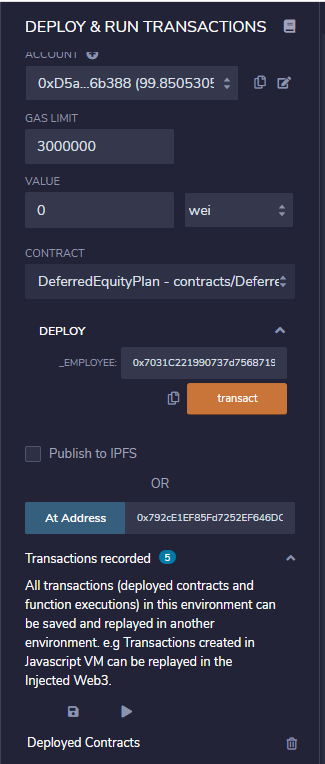 DEPLOY & RUN TRANSACTIONS
ACCOUNT
0xD5a...6b388 (99.8505305
GAS LIMIT
3000000
VALUE
0 wei
CONTRACT
DeferredEquityPlan - contracts/Deferre
DEPLOY
_EMPLOYEE: 0x7031C221990737d7568719
transact
Publish to IPFS
OR
At Address 0x792cE1EF85Fd7252EF646D0
Transactions recorded 5
All transactions (deployed contracts and
function executions) in this environment can
be saved and replayed in another
environment. e.g Transactions created in
Javascript VM can be replayed in the
Injected Web3.
Deployed Contracts